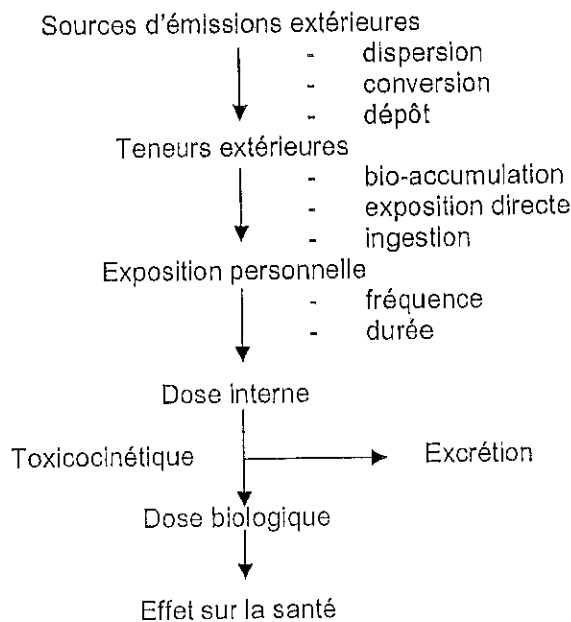 Sources d'émissions extérieures
- dispersion
- conversion
- dépôt
Teneurs extérieures
- bio-accumulation
- exposition directe
- ingestion
Exposition personnelle
- fréquence
- durée
Dose interne
Toxicocinétique
Excrétion
Dose biologique
Effet sur la santé